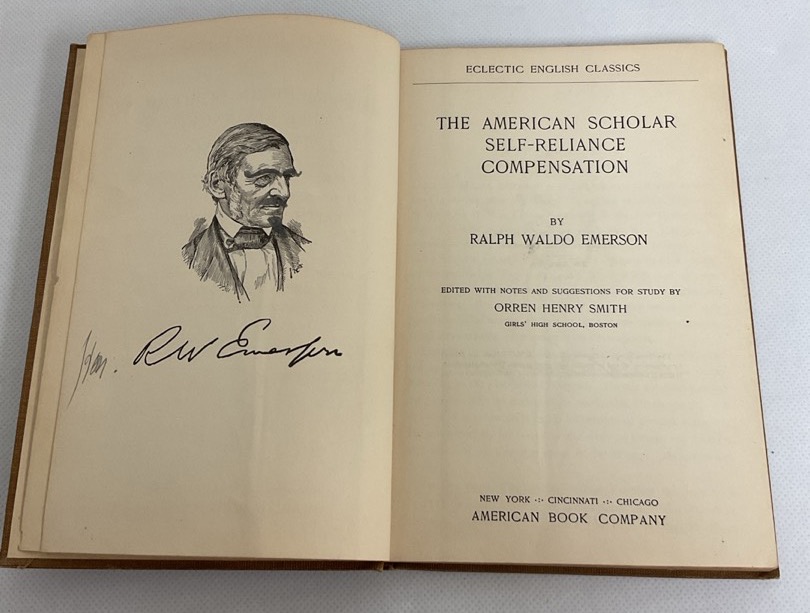 R W Emerson
ECLECTIC ENGLISH CLASSICS
THE AMERICAN SCHOLAR
SELF-RELIANCE
COMPENSATION
BY
RALPH WALDO EMERSON
EDITED WITH NOTES AND SUGGESTIONS FOR STUDY BY
ORREN HENRY SMITH
GIRLS' HIGH SCHOOL, BOSTON
NEW YORK ·:· CINCINNATI ·:· CHICAGO
AMERICAN BOOK COMPANY